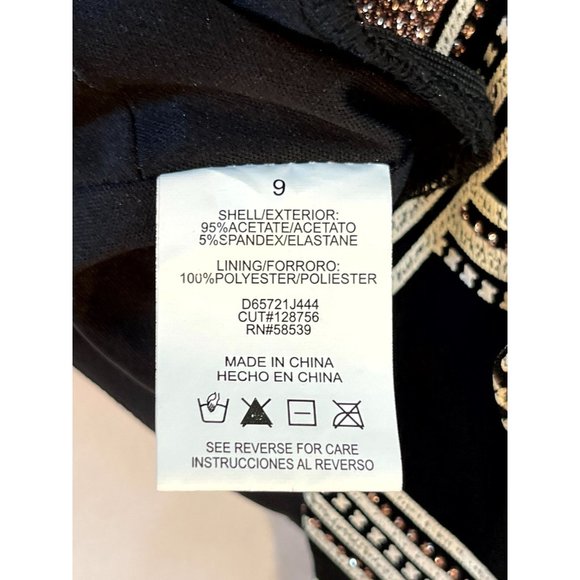 9
SHELL/EXTERIOR:
95%ACETATE/ACETATO
5%SPANDEX/ELASTANE
LINING/FORRORO:
100%POLYESTER/POLIESTER
D65721J444
CUT#128756
RN#58539
MADE IN CHINA
HECHO EN CHINA
SEE REVERSE FOR CARE
INSTRUCCIONES AL REVERSO